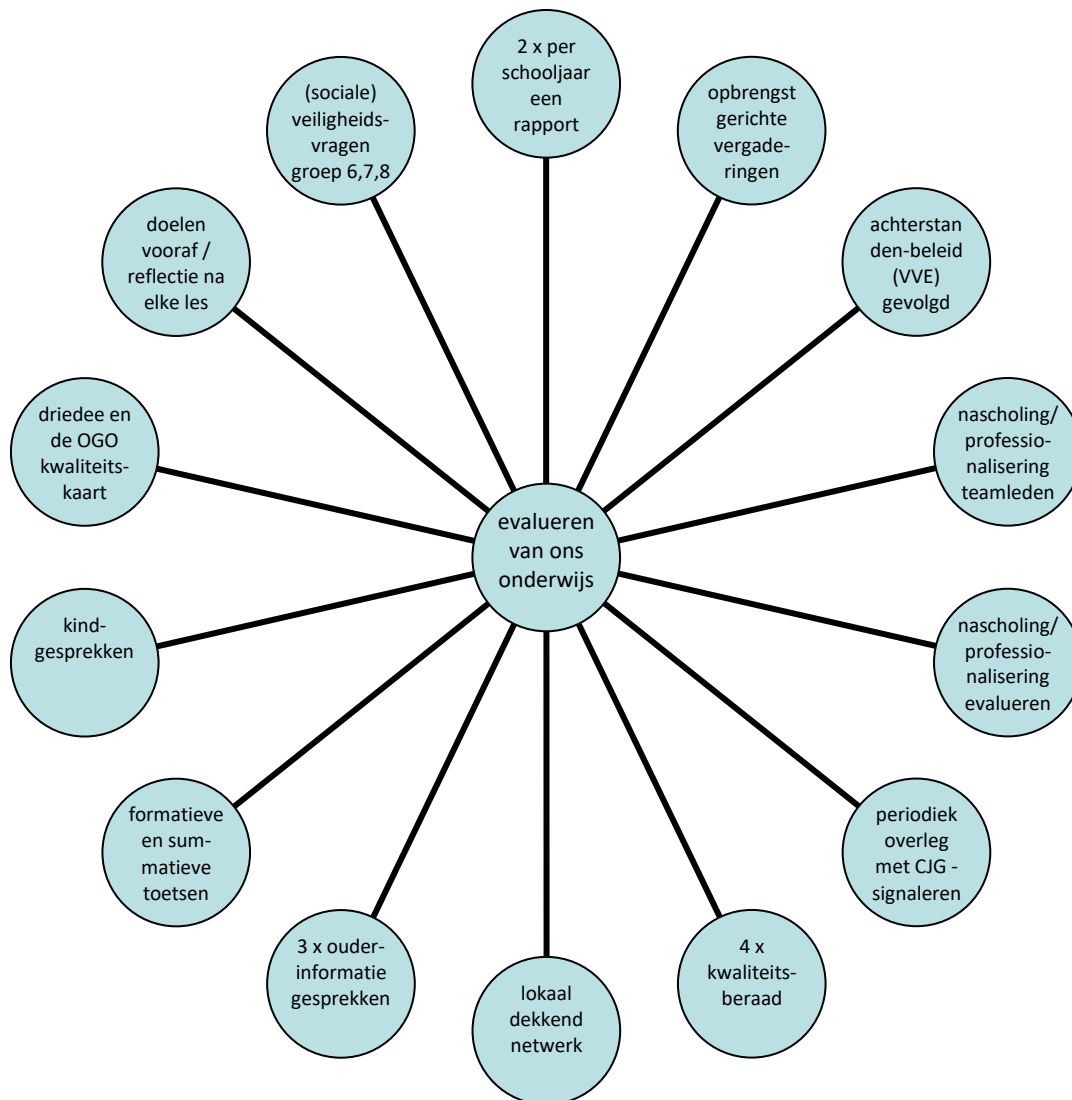 2 x per
schooljaar
een
rapport
opbrengst
gerichte
vergade-
ringen
achterstan
den-beleid
(VVE)
gevolgd
nascholing/
professio-
nalisering
teamleden
nascholing/
professio-
nalisering
evalueren
periodiek
overleg
met CJG -
signaleren
4 x
kwaliteits-
beraad
lokaal
dekkend
netwerk
3 x ouder-
informatie
gesprekken
formatieve
en sum-
matieve
toetsen
kind-
gesprekken
driedee en
de OGO
kwaliteits-
kaart
doelen
vooraf /
reflectie na
elke les
(sociale)
veiligheids-
vragen
groep 6,7,8
evalueren
van ons
onderwijs